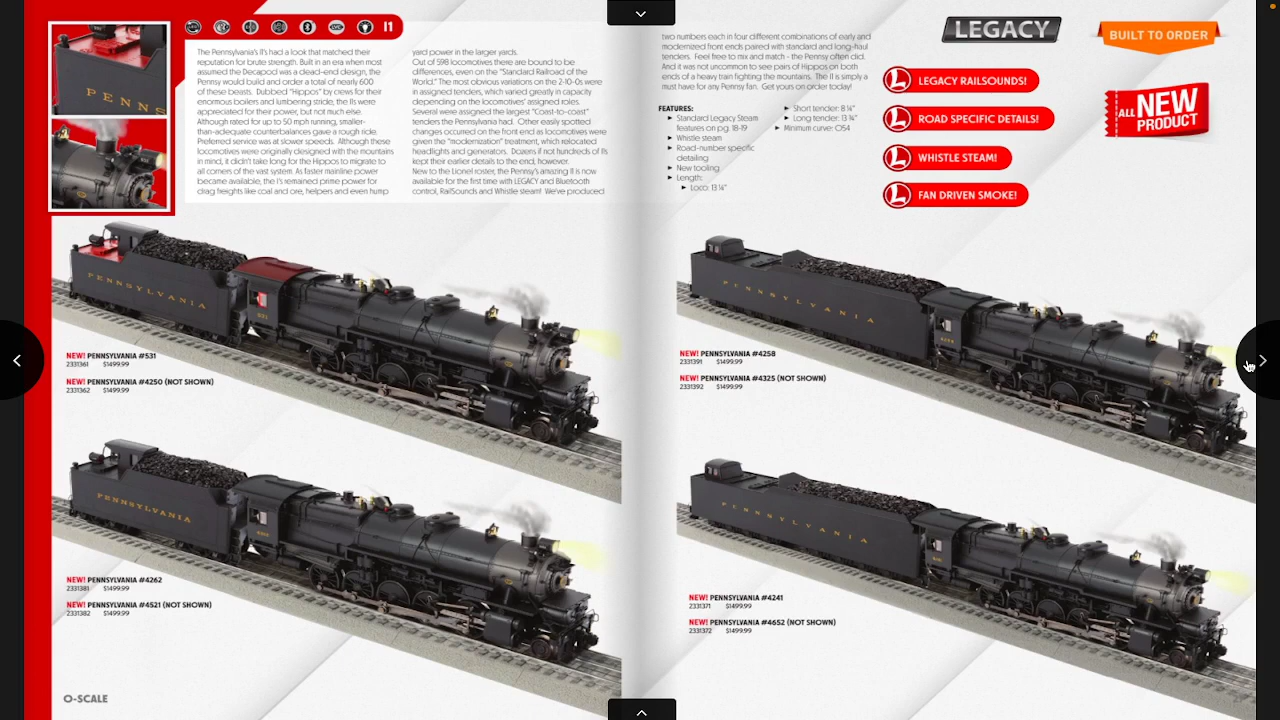 I1
The Pennsylvania's I1's had a look that matched their
reputation for brute strength. Built in an era when most
assumed the Decapod was a dead-end design, the
Pennsy would build and order a total of nearly 600
of these beasts. Dubbed "Hippos" by crews for their
enormous boilers and lumbering stride, the I1s were
appreciated for their power, but not much else.
Although rated for up to 50 mph running, smaller-
than-adequate counterbalances gave a rough ride.
Preferred service was at slower speeds. Although these
locomotives were originally designed with the mountains
in mind, it didn't take long for the Hippos to migrate to
all corners of the vast system. As faster mainline power
became available, the I1's remained prime power for
drag freights like coal and ore, helpers and even hump
yard power in the larger yards.
Out of 598 locomotives there are bound to be
differences, even on the "Standard Railroad of the
World." The most obvious variations on the 2-10-0s were
in assigned tenders, which varied greatly in capacity
depending on the locomotives' assigned roles.
Several were assigned the largest "Coast-to-coast"
tenders the Pennsylvania had. Other easily spotted
changes occurred on the front end as locomotives were
given the "modernization" treatment, which relocated
headlights and generators. Dozens if not hundreds of I1s
kept their earlier details to the end, however.
New to the Lionel roster, the Pennsy's amazing I1 is now
available for the first time with LEGACY and Bluetooth
control, RailSounds and Whistle steam! We've produced
two numbers each in four different combinations of early and
modernized front ends paired with standard and long-haul
tenders. Feel free to mix and match - the Pennsy often did.
And it was not uncommon to see pairs of Hippos on both
ends of a heavy train fighting the mountains. The I1 is simply a
must have for any Pennsy fan. Get yours on order today!
FEATURES:
► Standard Legacy Steam
features on pg. 18-19
► Whistle steam
► Road-number specific
detailing
► New tooling
► Length:
► Loco: 13 ¼"
► Short tender: 8 ¼"
► Long tender: 13 ¾"
► Minimum curve: O54
LEGACY
BUILT TO ORDER
L LEGACY RAILSOUNDS!
L ROAD SPECIFIC DETAILS!
L WHISTLE STEAM!
L FAN DRIVEN SMOKE!
ALL NEW
PRODUCT
PENNS
PENNSYLVANIA
531
NEW! PENNSYLVANIA #531
2331361 $1499.99
NEW! PENNSYLVANIA #4250 (NOT SHOWN)
2331362 $1499.99
PENNSYLVANIA
4258
NEW! PENNSYLVANIA #4258
2331391 $1499.99
NEW! PENNSYLVANIA #4325 (NOT SHOWN)
2331392 $1499.99
PENNSYLVANIA
NEW! PENNSYLVANIA #4262
2331381 $1499.99
NEW! PENNSYLVANIA #4521 (NOT SHOWN)
2331382 $1499.99
PENNSYLVANIA
NEW! PENNSYLVANIA #4241
2331371 $1499.99
NEW! PENNSYLVANIA #4652 (NOT SHOWN)
2331372 $1499.99
O-SCALE